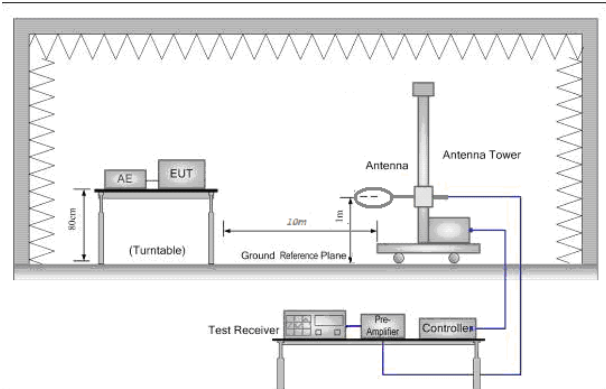 Antenna Tower
Antenna
EUT
AE
80cm
10m
1m
(Turntable)
Ground Reference Plane
Test Receiver
Pre-
Amplifier
Controller